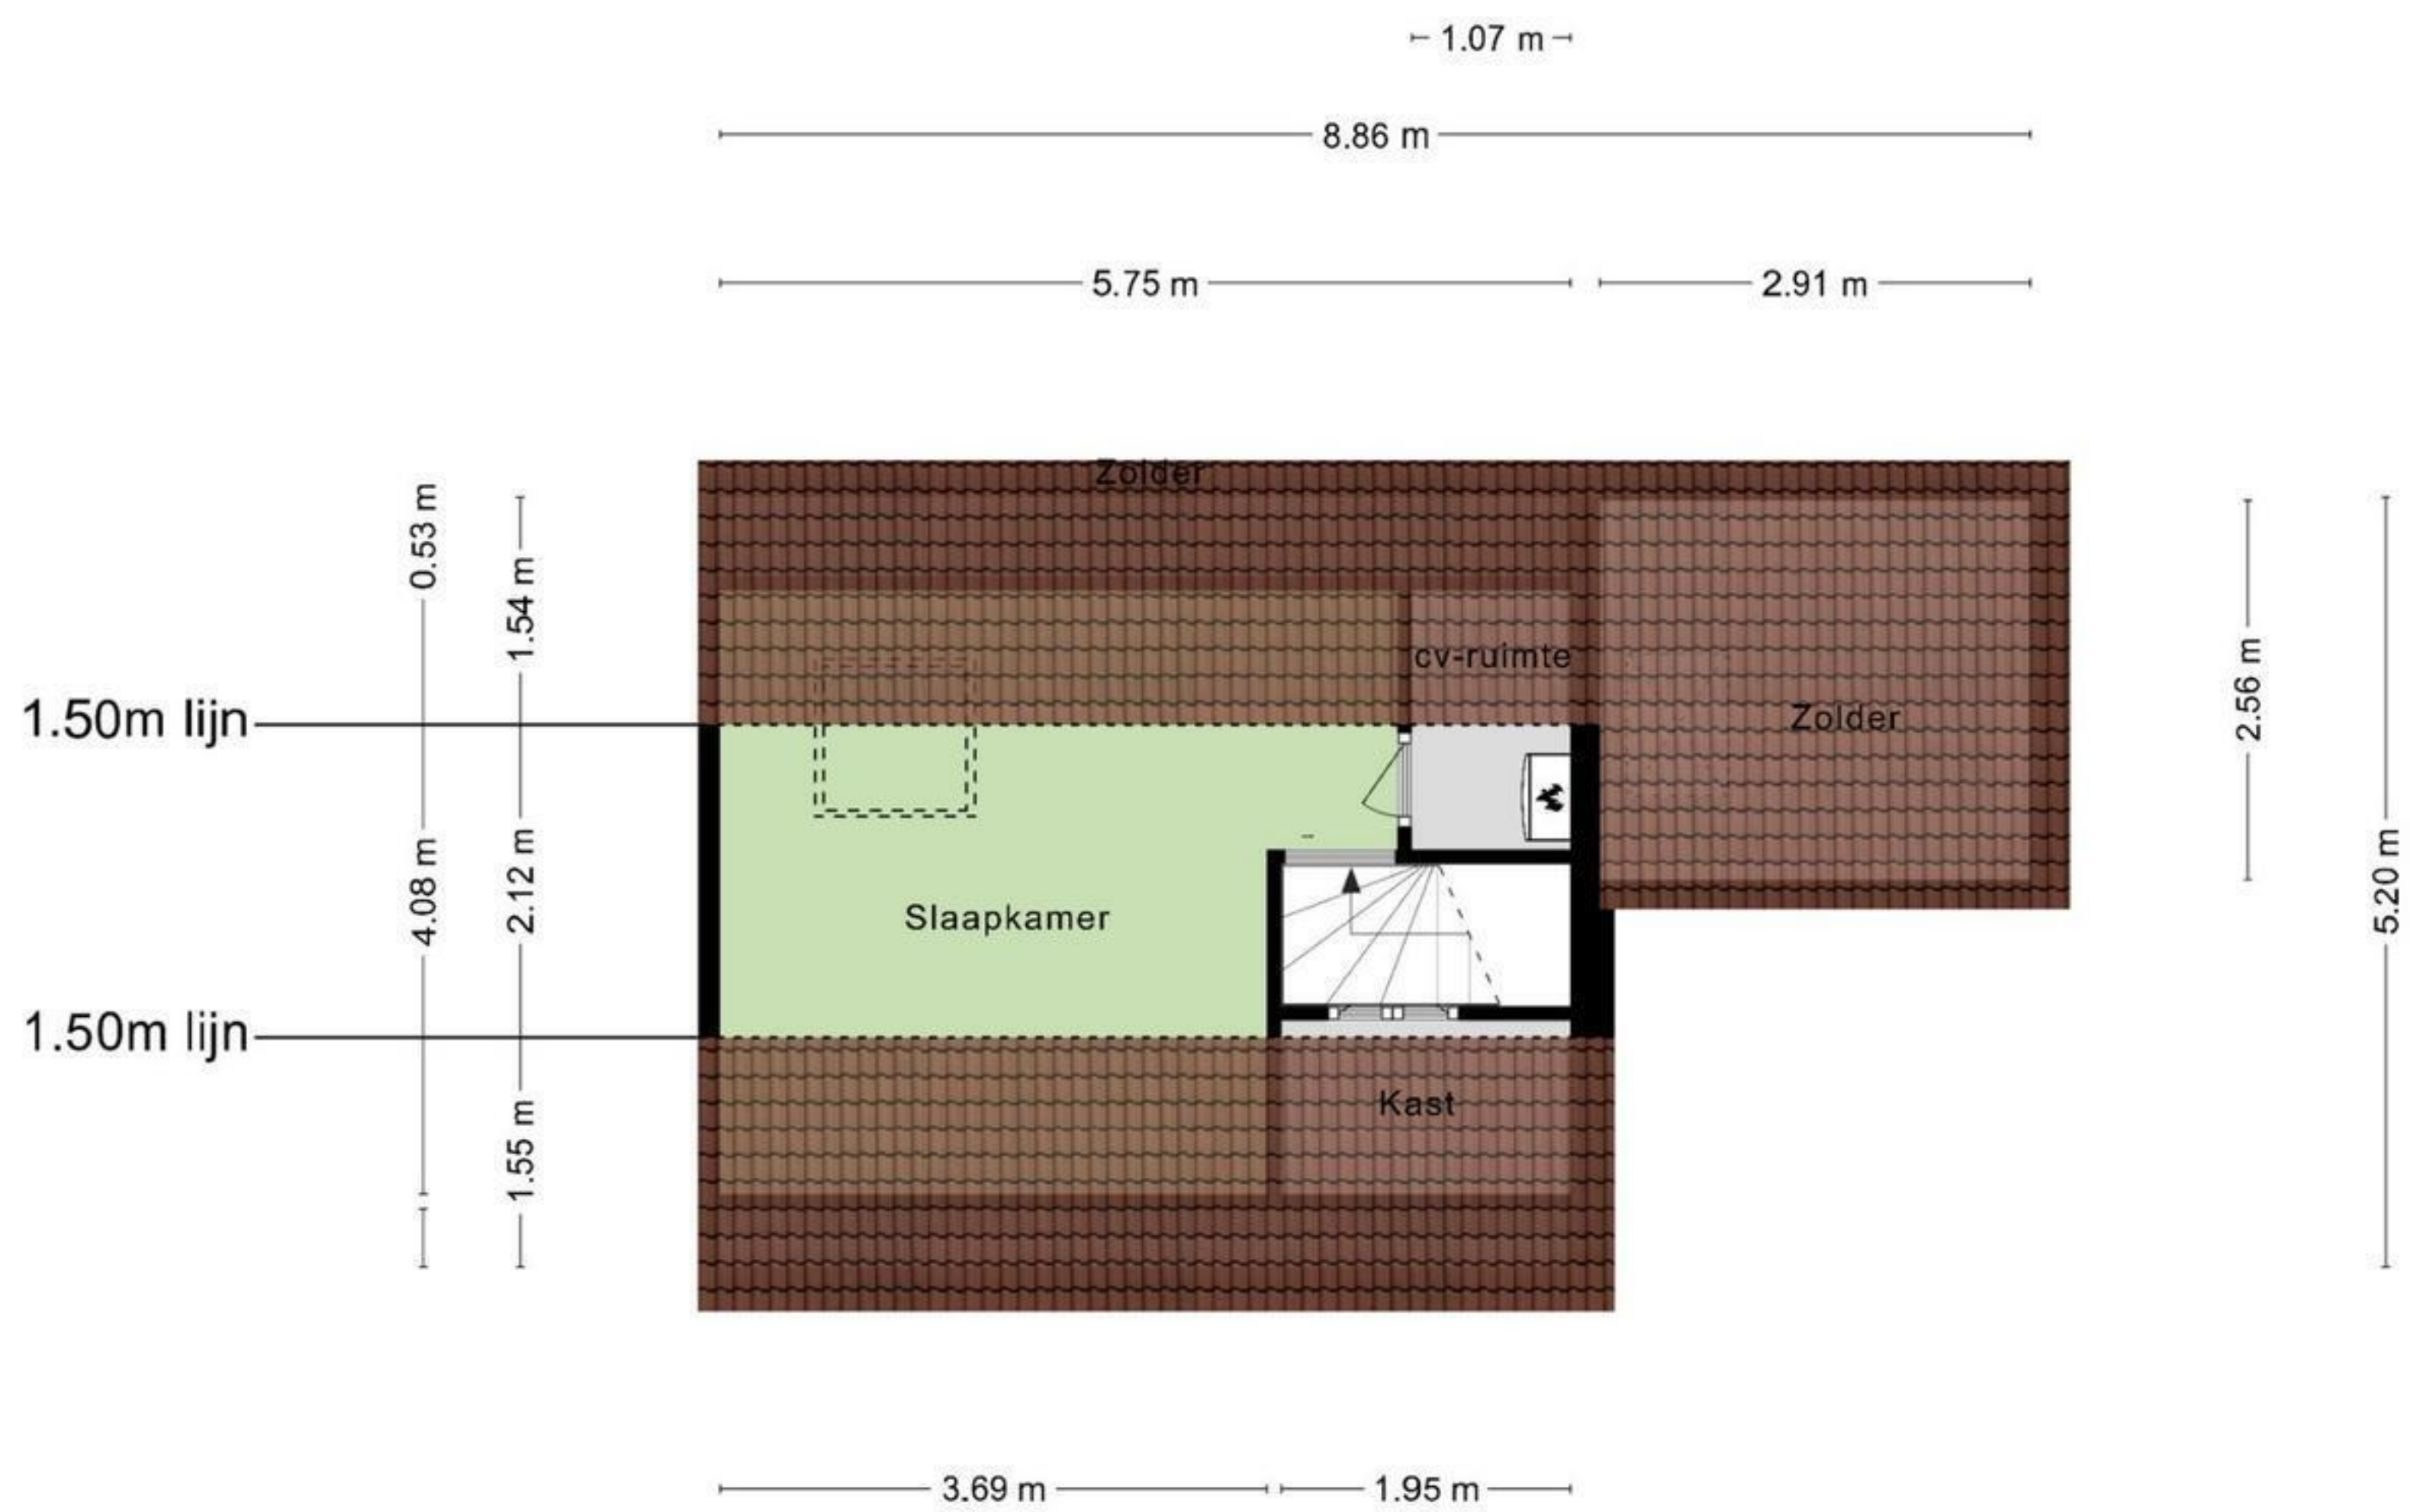 1.07 m
8.86 m
5.75 m
2.91 m
Zolder
0.53 m
1.54 m
cv-ruimte
1.50m lijn
Zolder
2.56 m
4.08 m
2.12 m
Slaapkamer
5.20 m
1.50m lijn
Kast
1.55 m
3.69 m
1.95 m